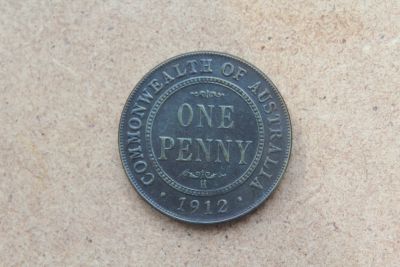 COMMONWEALTH OF AUSTRALIA
ONE
PENNY
H
· 1912 ·